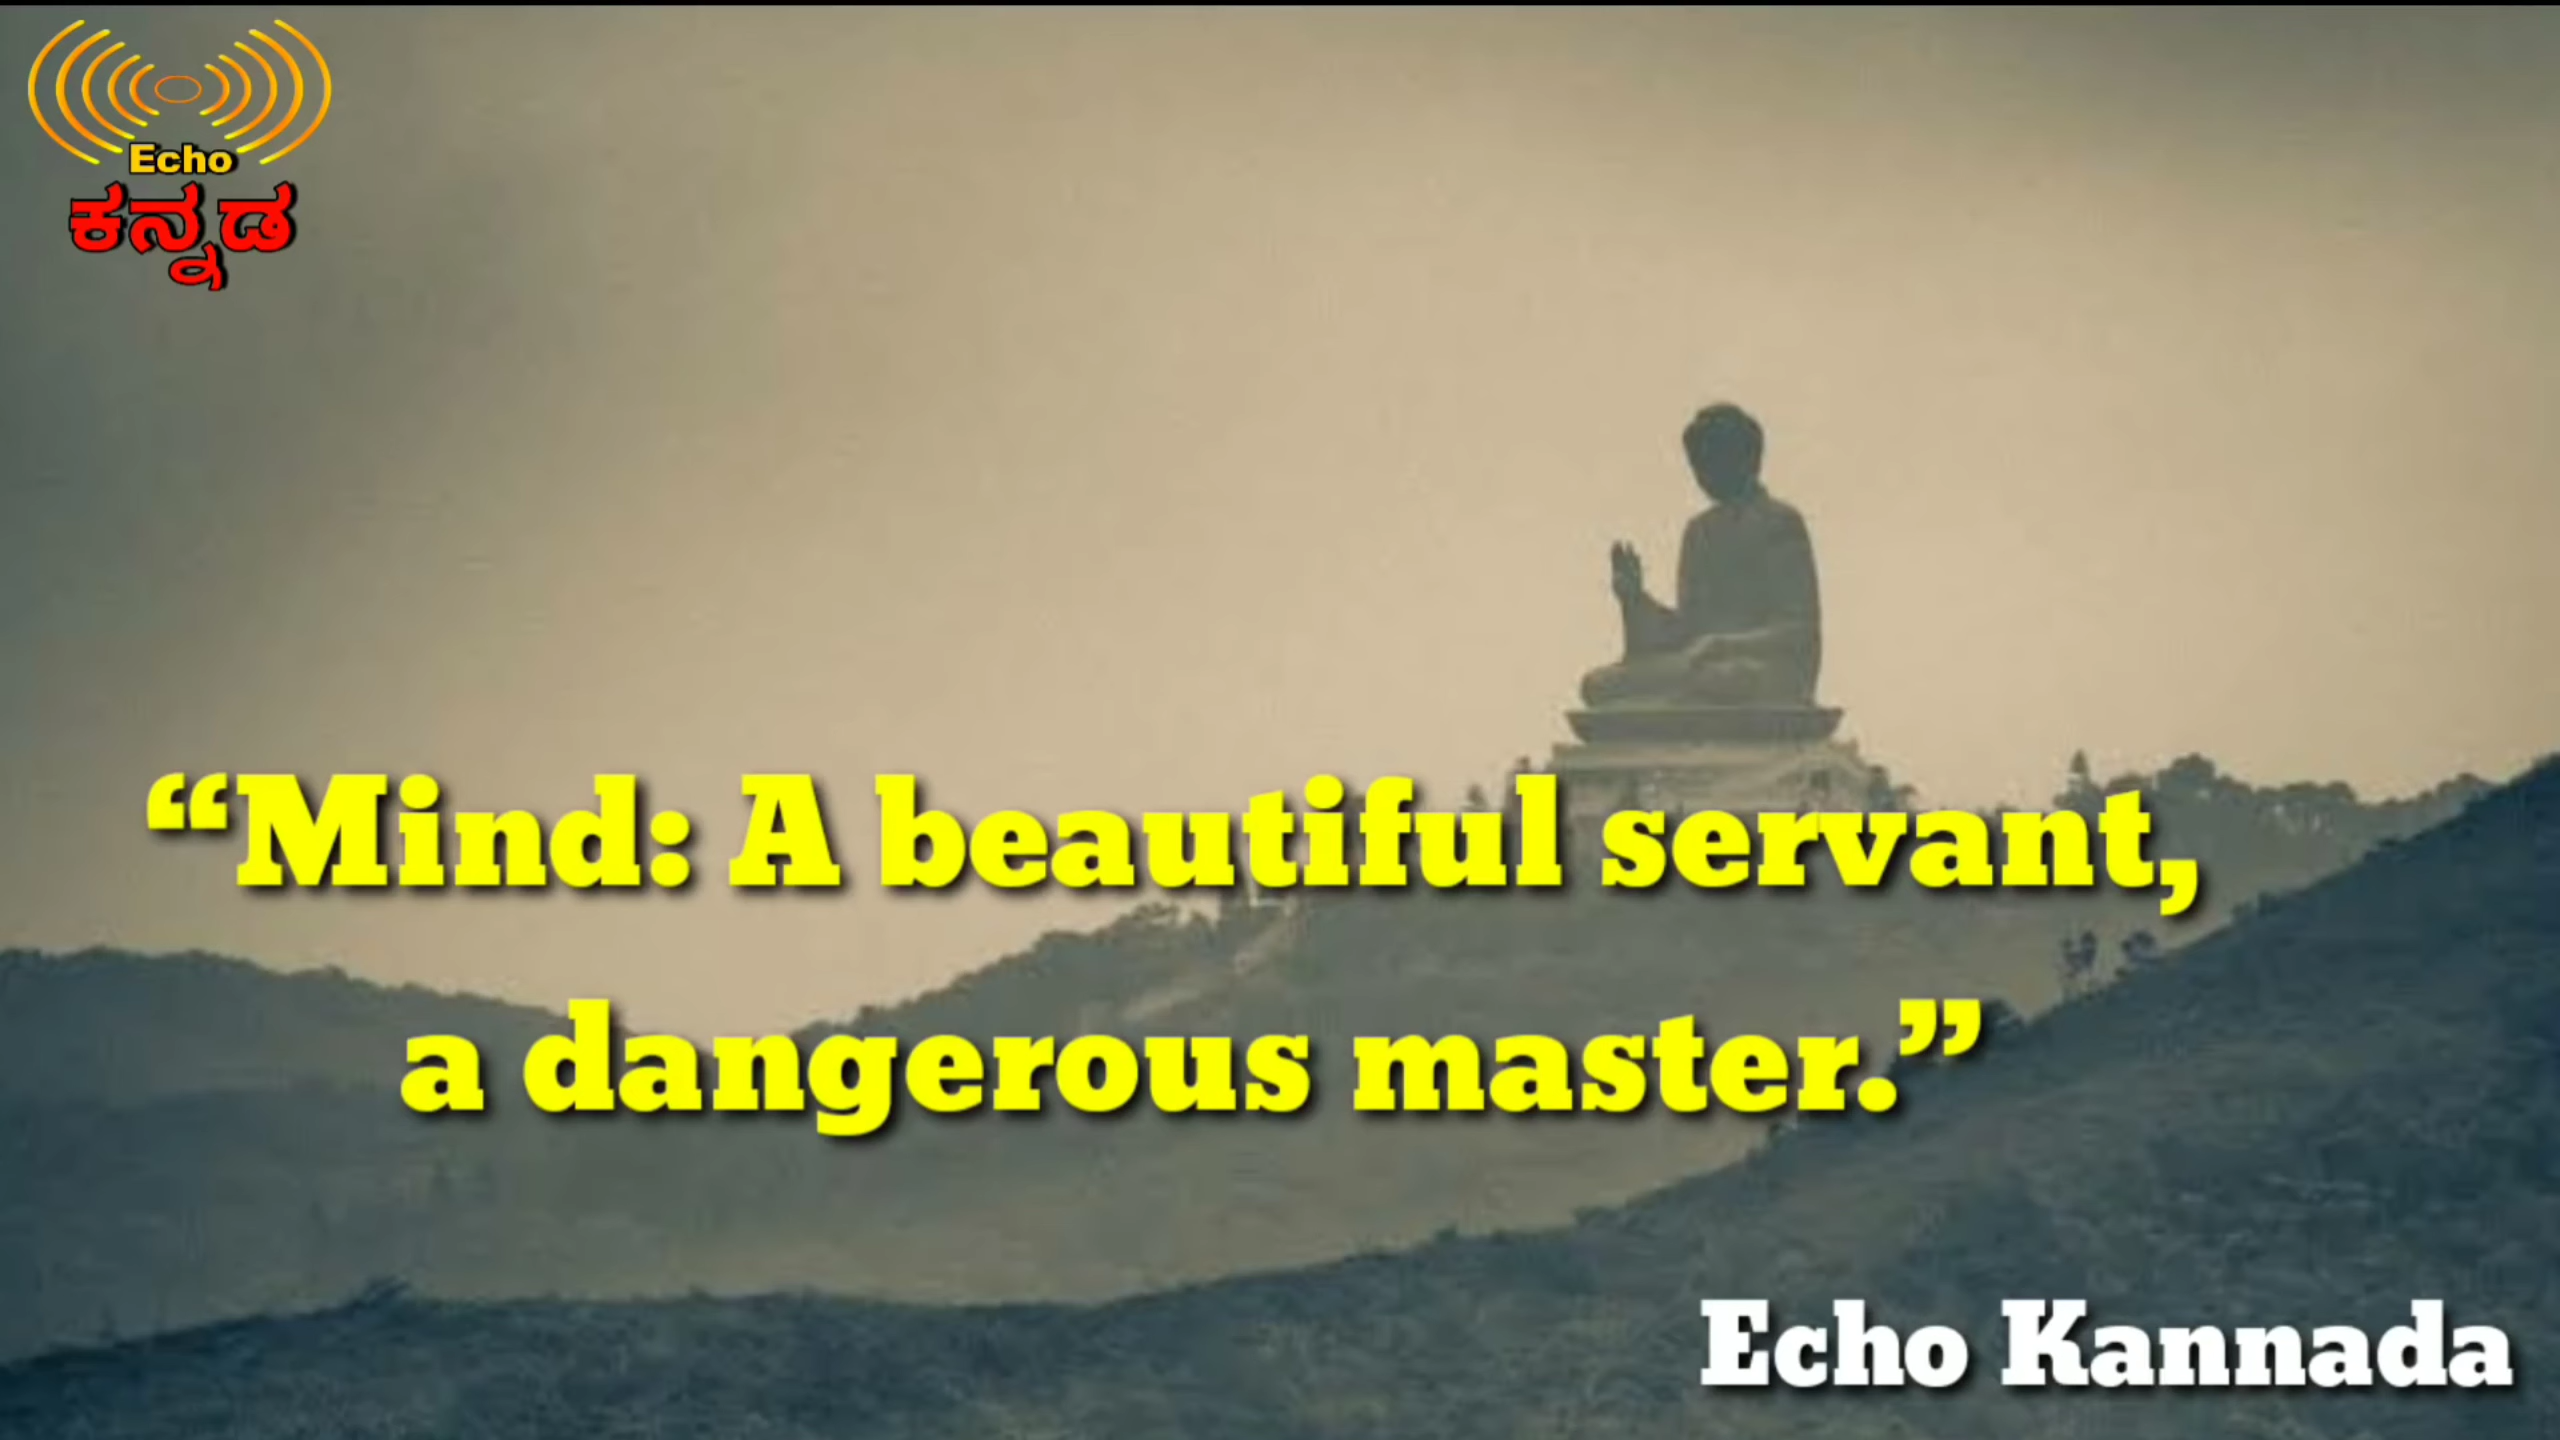 Echo
ಕನ್ನಡ
“Mind: A beautiful servant,
a dangerous master.”
Echo Kannada